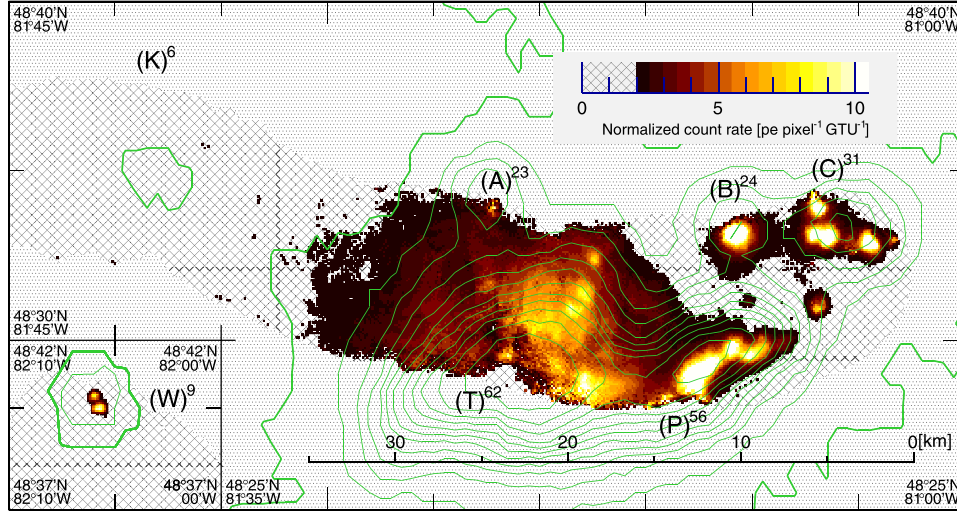 48°40'N
81°45'W
48°40'N
81°00'W
(K)^6
0 5 10
Normalized count rate [pe pixel^-1 GTU^-1]
(A)^23
(B)^24
(C)^31
48°30'N
81°45'W
48°42'N
82°10'W
48°42'N
82°00'W
(W)^9
(T)^62
(P)^56
30 20 10 0[km]
48°37'N
82°10'W
48°37'N
00'W
48°25'N
81°35'W
48°25'N
81°00'W